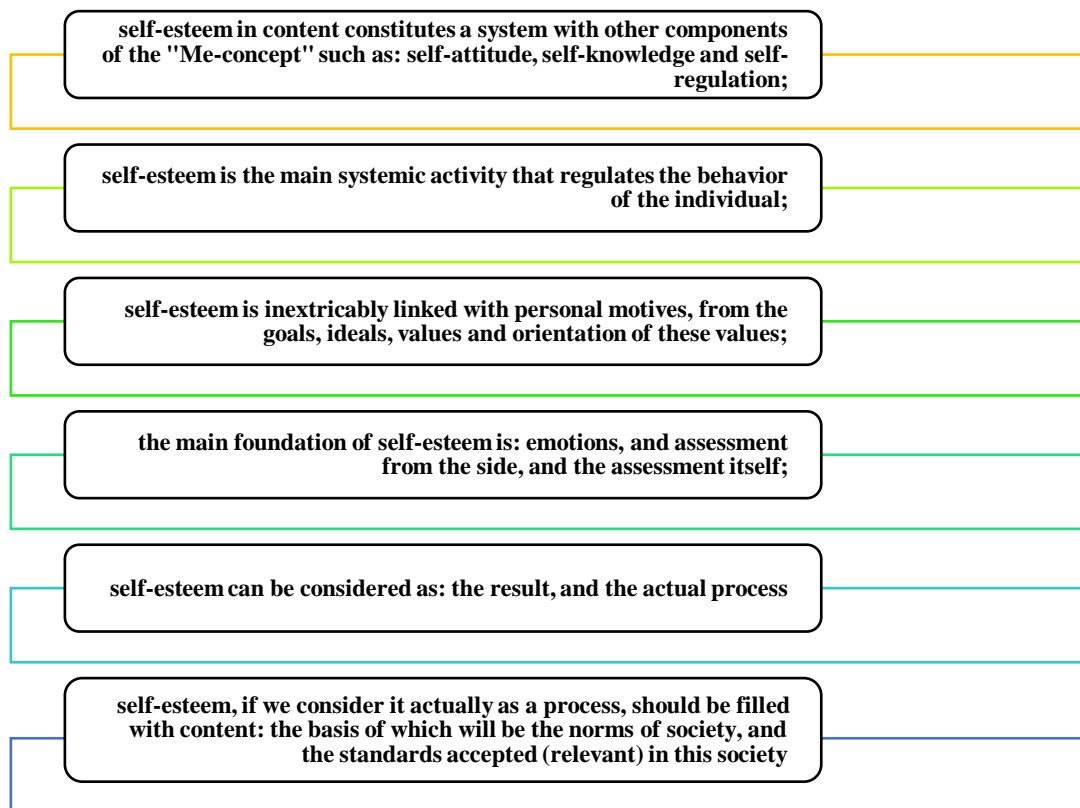 self-esteem in content constitutes a system with other components
of the "Me-concept" such as: self-attitude, self-knowledge and self-
regulation;
self-esteem is the main systemic activity that regulates the behavior
of the individual;
self-esteem is inextricably linked with personal motives, from the
goals, ideals, values and orientation of these values;
the main foundation of self-esteem is: emotions, and assessment
from the side, and the assessment itself;
self-esteem can be considered as: the result, and the actual process
self-esteem, if we consider it actually as a process, should be filled
with content: the basis of which will be the norms of society, and
the standards accepted (relevant) in this society